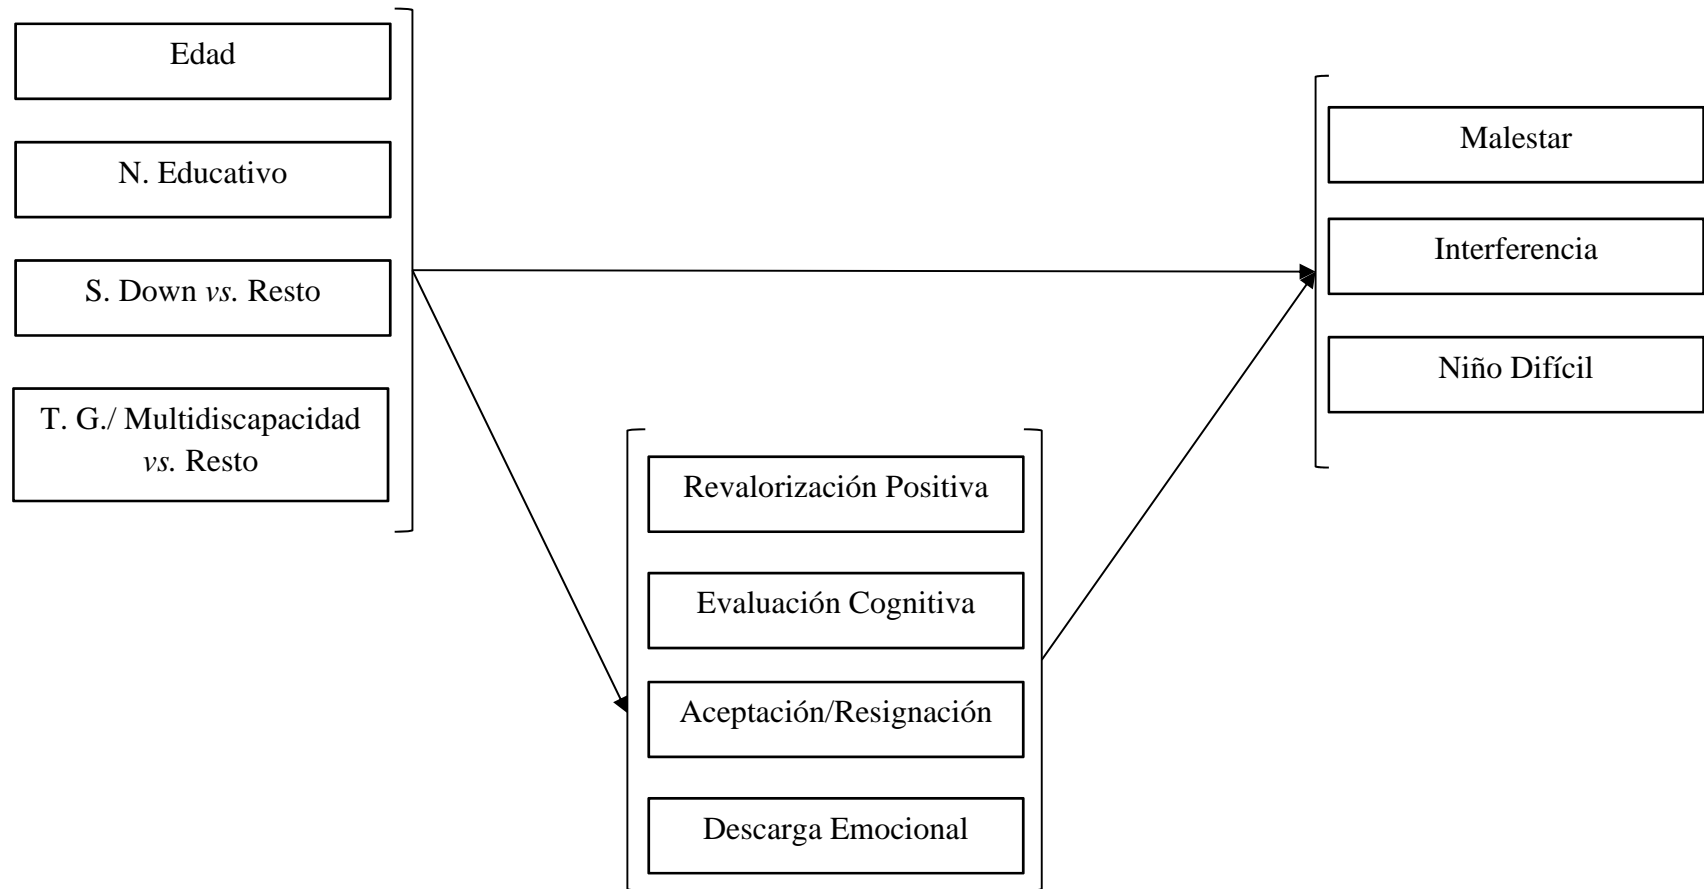 Edad
N. Educativo
S. Down vs. Resto
T. G./ Multidiscapacidad
vs. Resto
Revalorización Positiva
Evaluación Cognitiva
Aceptación/Resignación
Descarga Emocional
Malestar
Interferencia
Niño Difícil